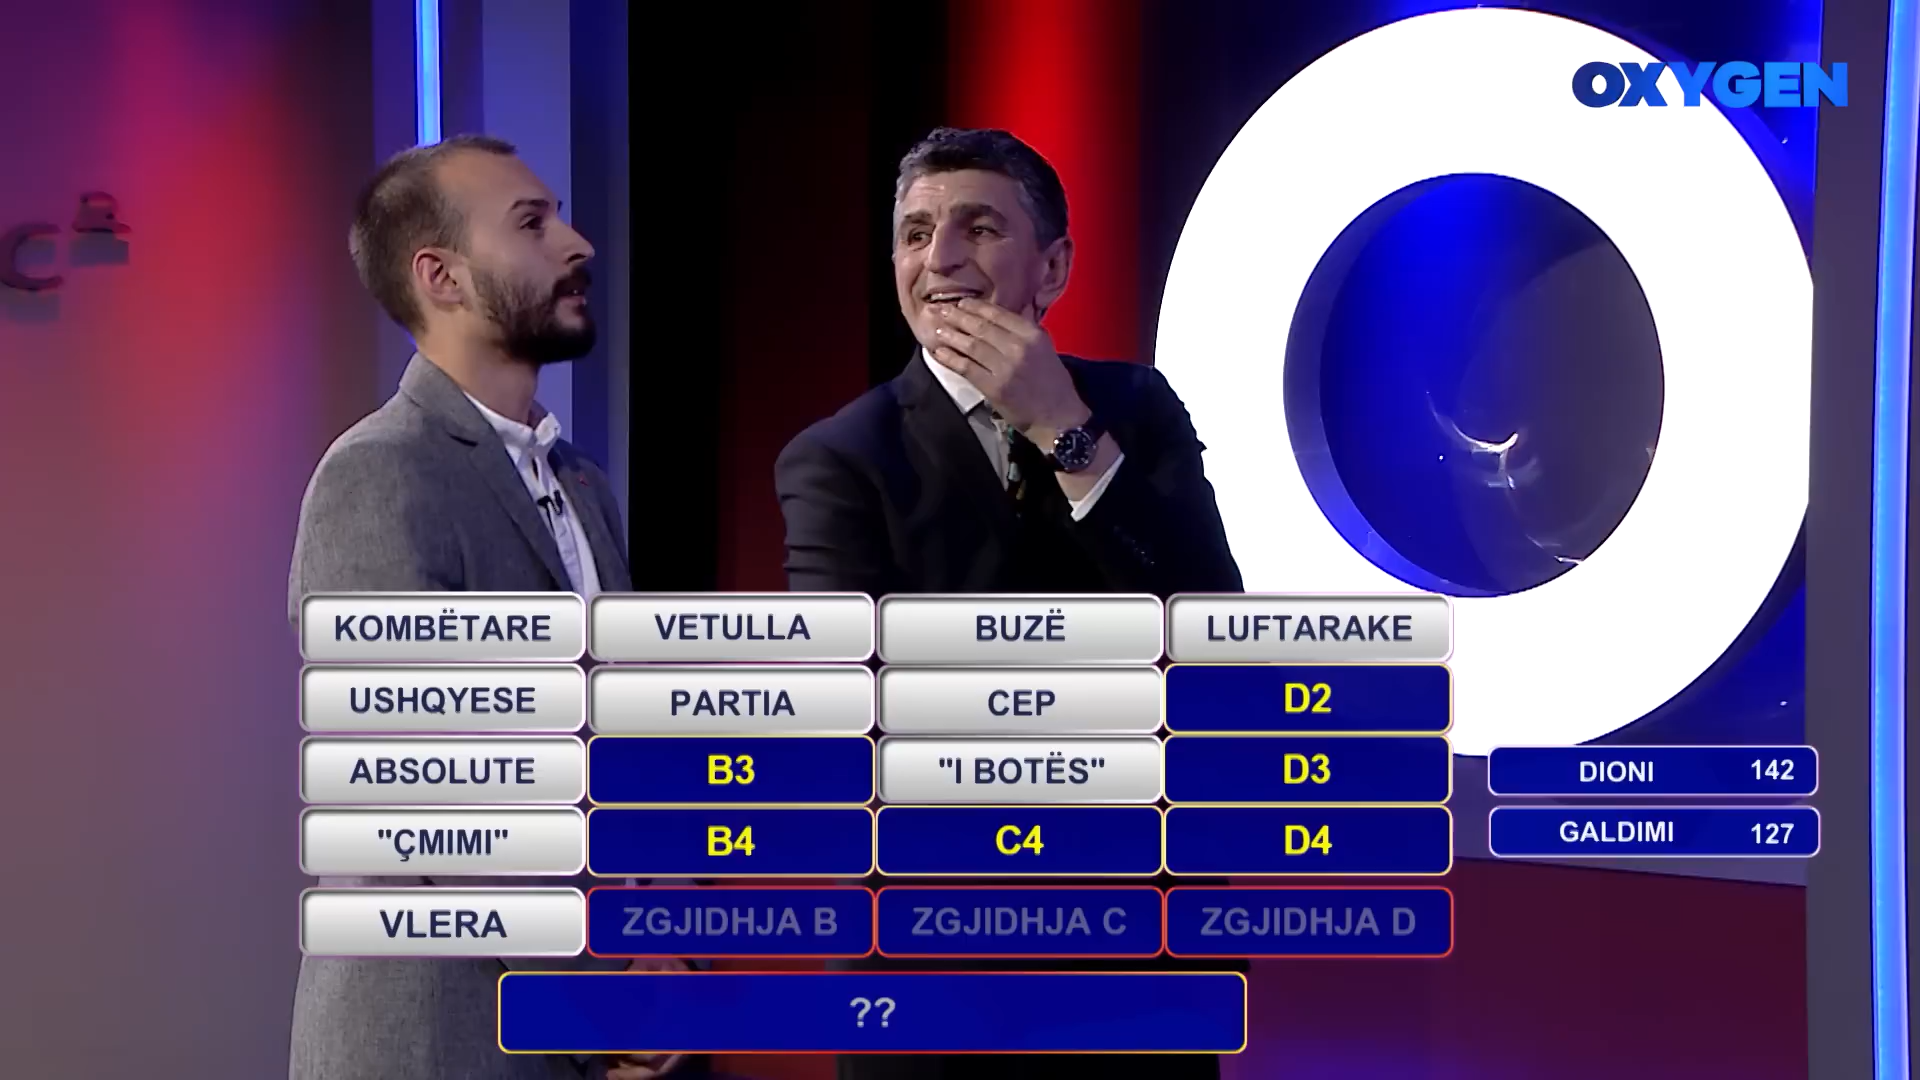 OXYGEN
KOMBËTARE VETULLA BUZË LUFTARAKE
USHQYESE PARTIA CEP D2
ABSOLUTE B3 "I BOTËS" D3
"ÇMIMI" B4 C4 D4
VLERA ZGJIDHJA B ZGJIDHJA C ZGJIDHJA D
??
DIONI 142
GALDIMI 127